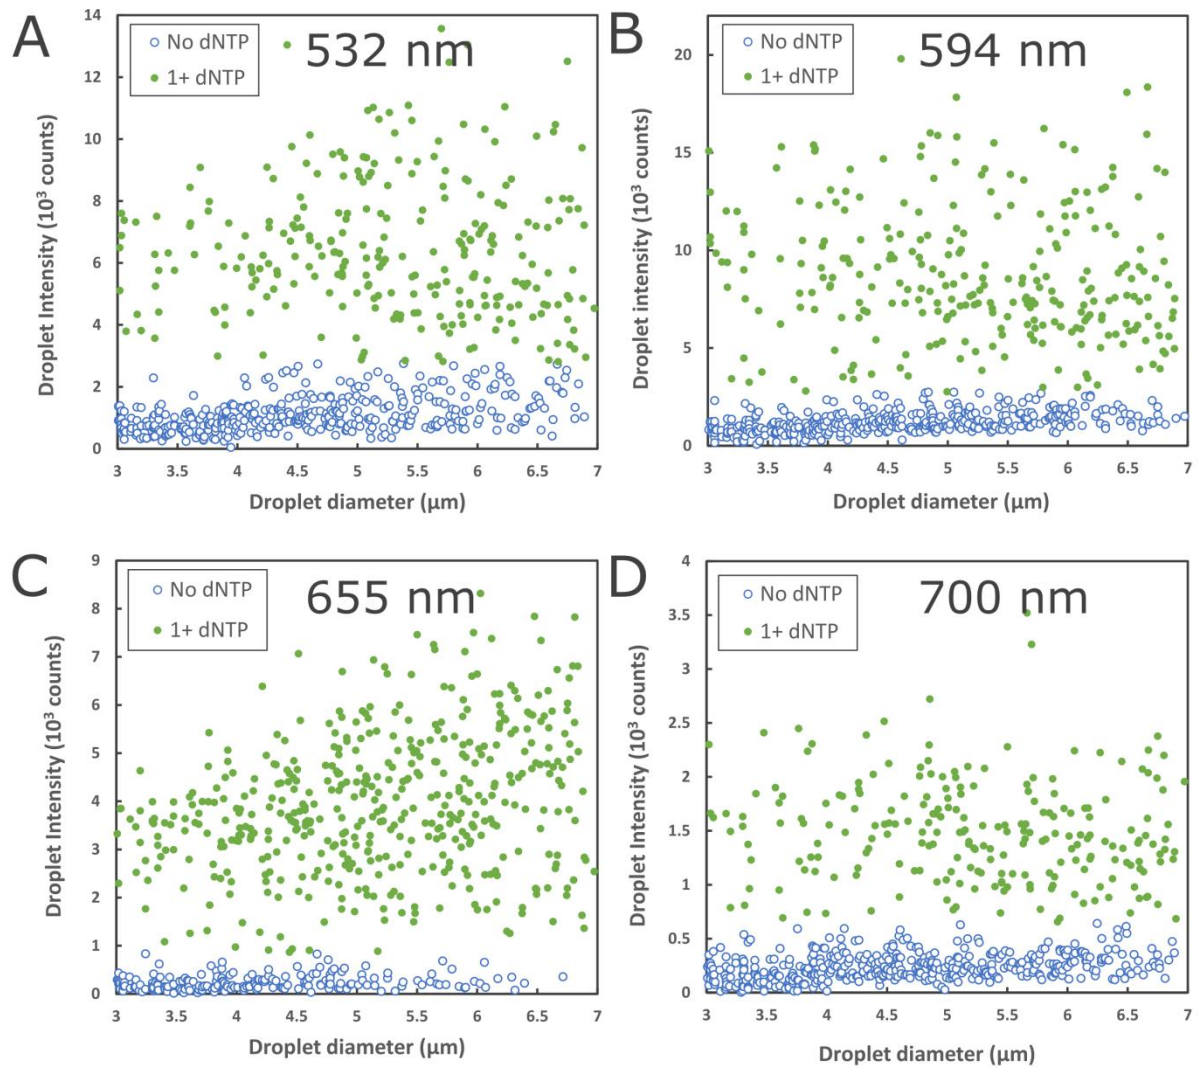 A
532 nm
No dNTP
1+ dNTP
Droplet Intensity (10³ counts)
14
12
10
8
6
4
2
0
3 3.5 4 4.5 5 5.5 6 6.5 7
Droplet diameter (µm)
B
594 nm
No dNTP
1+ dNTP
Droplet intensity (10³ counts)
20
15
10
5
0
3 3.5 4 4.5 5 5.5 6 6.5 7
Droplet diameter (µm)
C
655 nm
No dNTP
1+ dNTP
Droplet Intensity (10³ counts)
9
8
7
6
5
4
3
2
1
0
3 3.5 4 4.5 5 5.5 6 6.5 7
Droplet diameter (µm)
D
700 nm
No dNTP
1+ dNTP
Droplet Intensity (10³ counts)
4
3.5
3
2.5
2
1.5
1
0.5
0
3 3.5 4 4.5 5 5.5 6 6.5 7
Droplet diameter (µm)